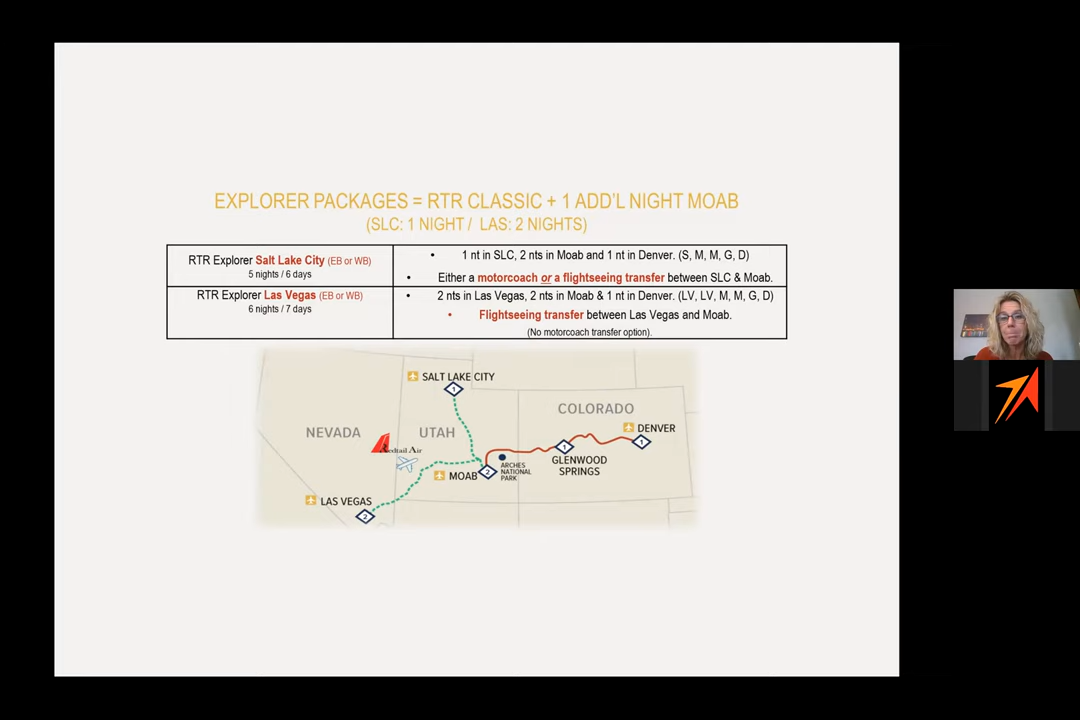 EXPLORER PACKAGES = RTR CLASSIC + 1 ADD'L NIGHT MOAB
(SLC: 1 NIGHT / LAS: 2 NIGHTS)
RTR Explorer Salt Lake City (EB or WB)
5 nights / 6 days
• 1 nt in SLC, 2 nts in Moab and 1 nt in Denver. (S, M, M, G, D)
• Either a motorcoach or a flightseeing transfer between SLC & Moab.
RTR Explorer Las Vegas (EB or WB)
6 nights / 7 days
• 2 nts in Las Vegas, 2 nts in Moab & 1 nt in Denver. (LV, LV, M, M, G, D)
• Flightseeing transfer between Las Vegas and Moab.
(No motorcoach transfer option).
SALT LAKE CITY
1
COLORADO
NEVADA
UTAH
DENVER
1
Redtail Air
1
GLENWOOD
SPRINGS
MOAB
2
ARCHES
NATIONAL
PARK
LAS VEGAS
2